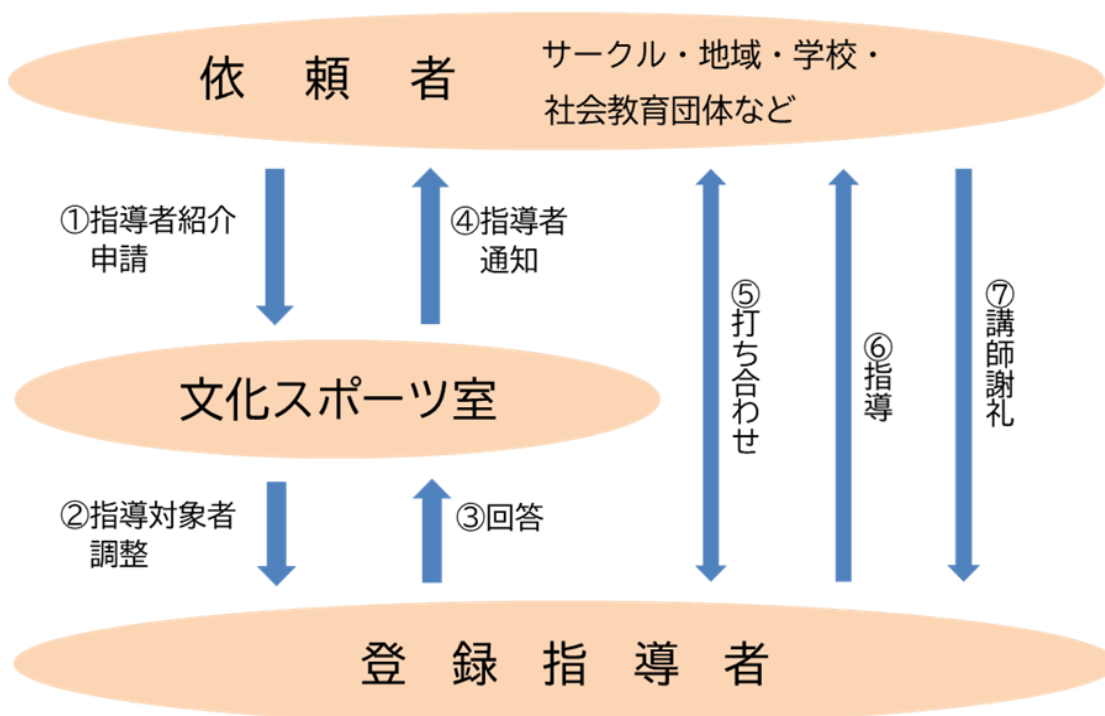 依頼者
サークル・地域・学校・
社会教育団体など
①指導者紹介
申請
④指導者
通知
⑤打ち合わせ
⑥指導
⑦講師謝礼
文化スポーツ室
②指導対象者
調整
③回答
登録指導者